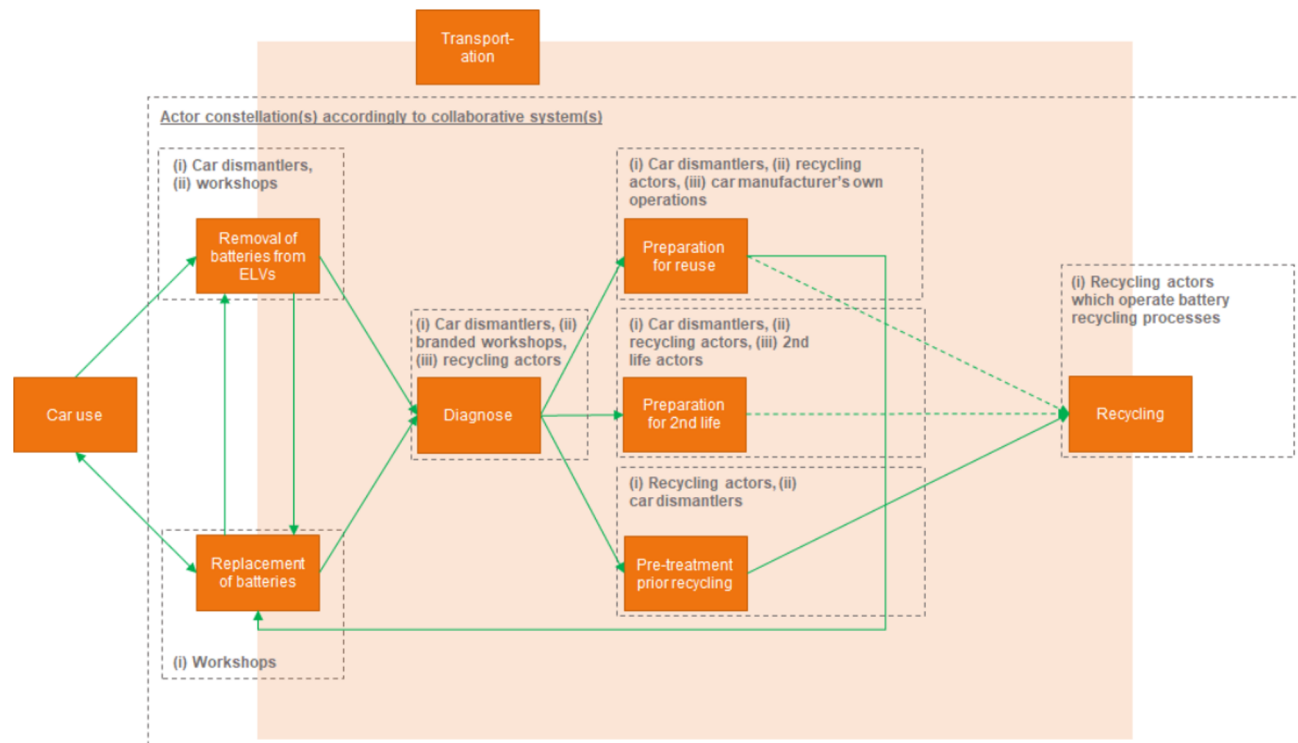 Transport-
ation
Actor constellation(s) accordingly to collaborative system(s)
(i) Car dismantlers,
(ii) workshops
Removal of
batteries from
ELVs
(i) Car dismantlers, (ii) recycling
actors, (iii) car manufacturer's own
operations
Preparation
for reuse
(i) Recycling actors
which operate battery
recycling processes
(i) Car dismantlers, (ii)
branded workshops,
(iii) recycling actors
(i) Car dismantlers, (ii)
recycling actors, (iii) 2nd
life actors
Car use
Diagnose
Preparation
for 2nd life
Recycling
(i) Recycling actors, (ii)
car dismantlers
Replacement
of batteries
Pre-treatment
prior recycling
(i) Workshops